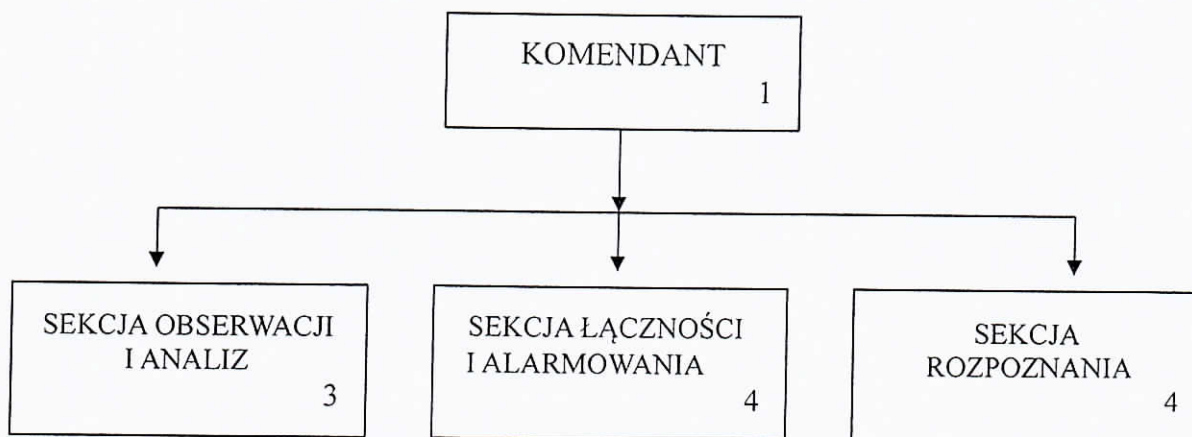 KOMENDANT
1
SEKCJA OBSERWACJI
I ANALIZ
3
SEKCJA ŁĄCZNOŚCI
I ALARMOWANIA
4
SEKCJA
ROZPOZNANIA
4